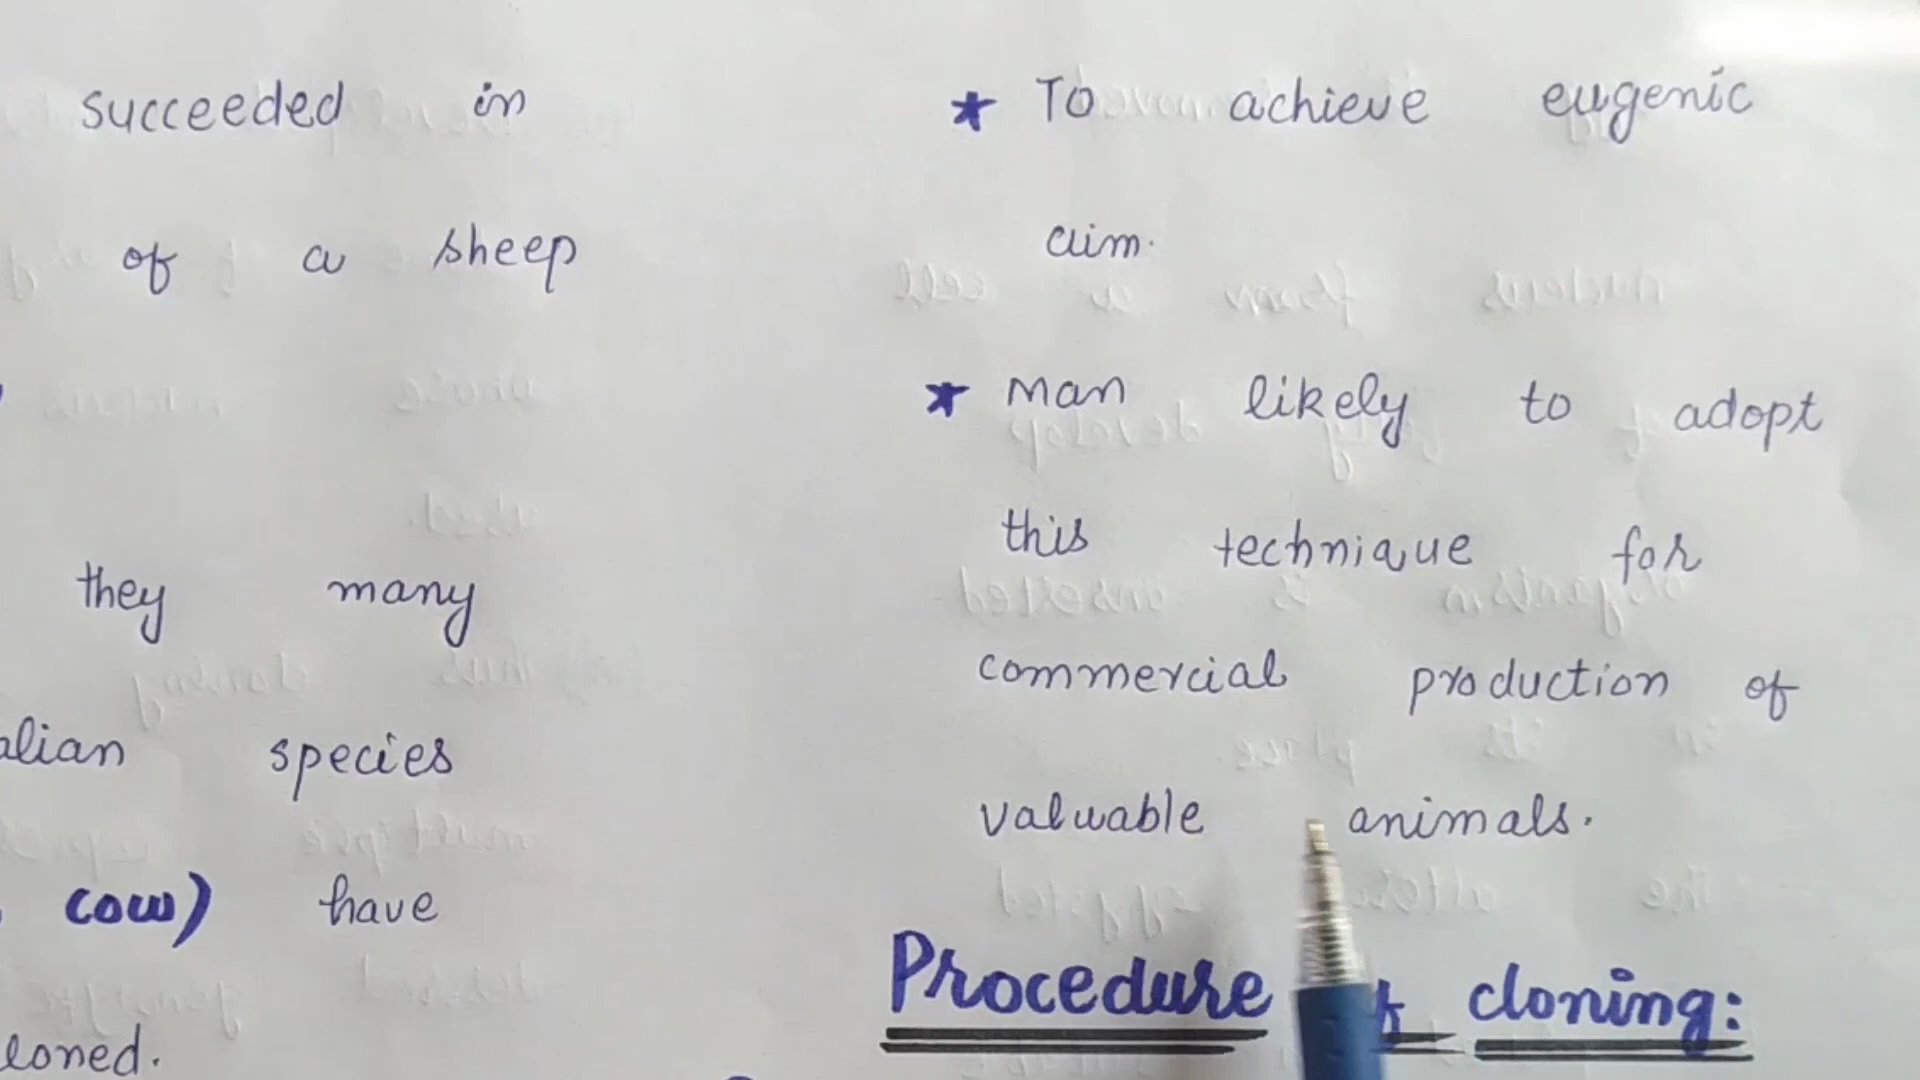 succeeded in
of a sheep
they many
alian species
cow) have
loned.
★ To achieve eugenic
aim.
★ Man likely to adopt
this technique for
commercial production of
valuable animals.
Procedure of cloning: